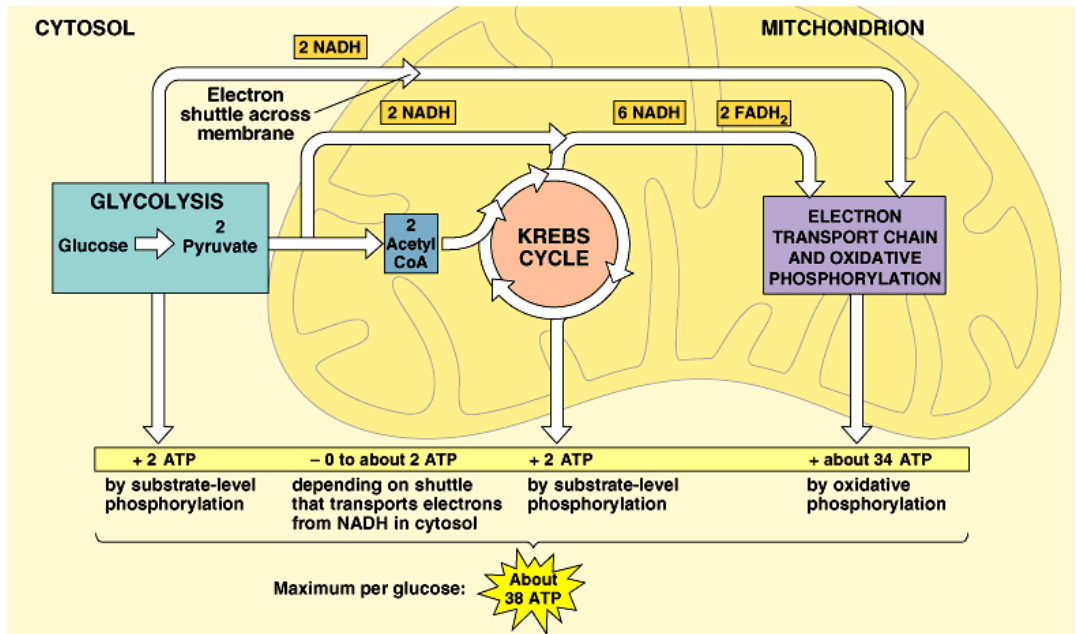 CYTOSOL
MITCHONDRION
2 NADH
Electron
shuttle across
membrane
2 NADH
6 NADH
2 FADH₂
GLYCOLYSIS
Glucose
2
Pyruvate
2
Acetyl
CoA
KREBS
CYCLE
ELECTRON
TRANSPORT CHAIN
AND OXIDATIVE
PHOSPHORYLATION
+ 2 ATP
by substrate-level
phosphorylation
– 0 to about 2 ATP
depending on shuttle
that transports electrons
from NADH in cytosol
+ 2 ATP
by substrate-level
phosphorylation
+ about 34 ATP
by oxidative
phosphorylation
Maximum per glucose:
About
38 ATP